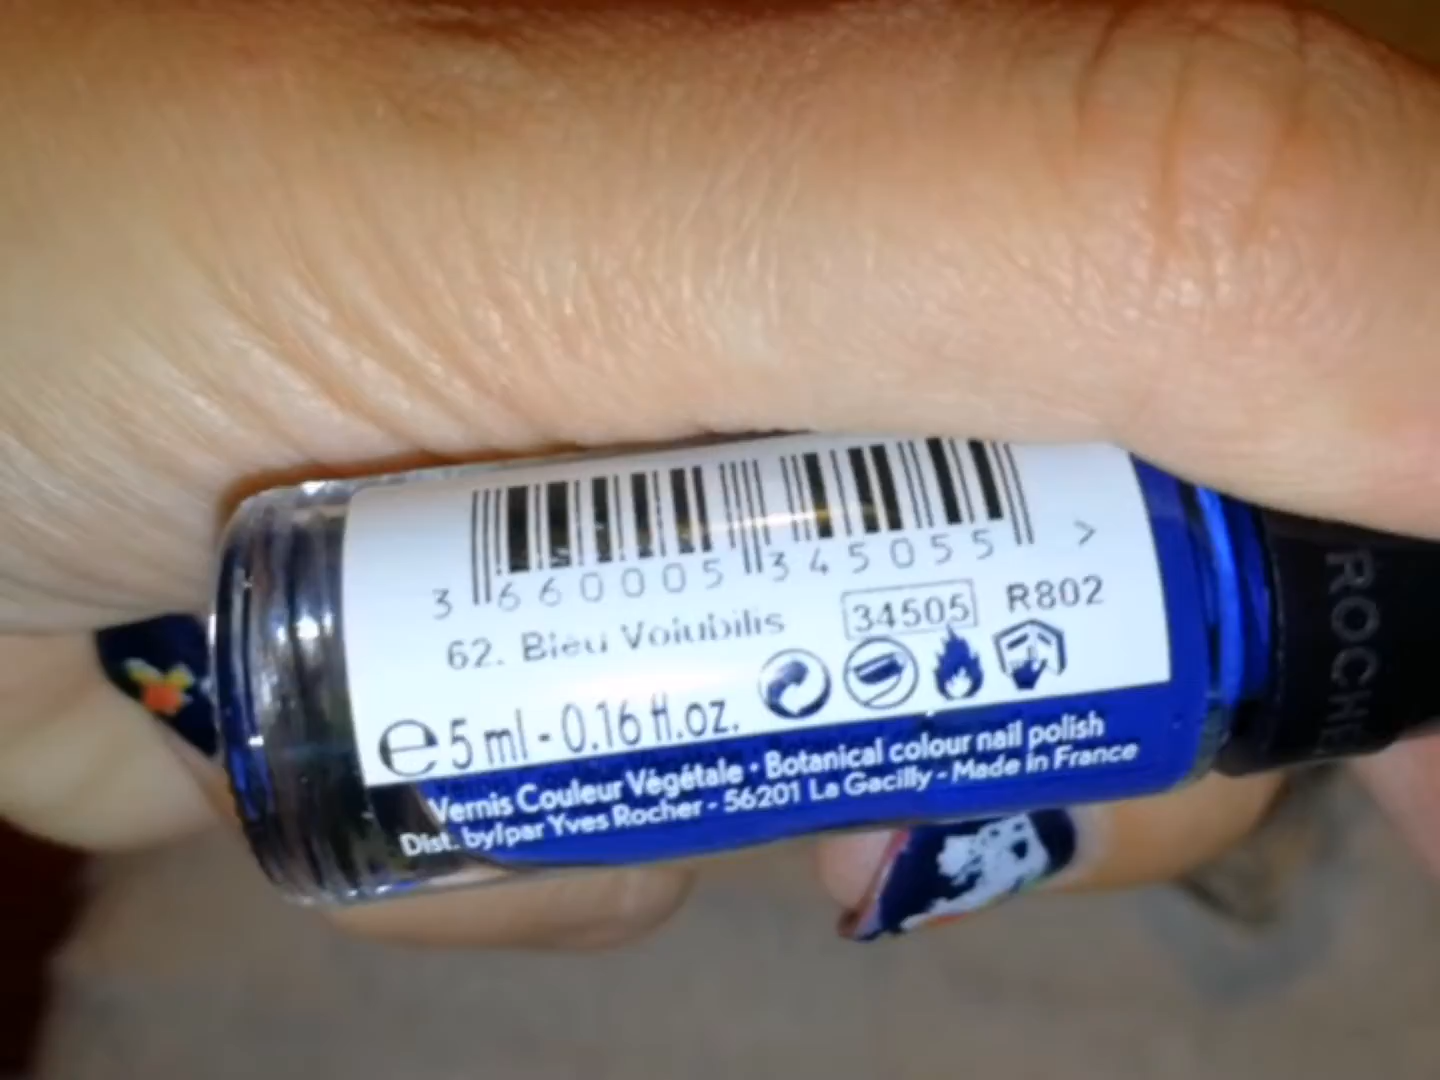 3 660005 345055 >
62. Bleu Volubilis 34505 R802
℮ 5 ml - 0.16 fl.oz.
Vernis Couleur Végétale • Botanical colour nail polish
Dist. by/par Yves Rocher - 56201 La Gacilly - Made in France
ROCHE